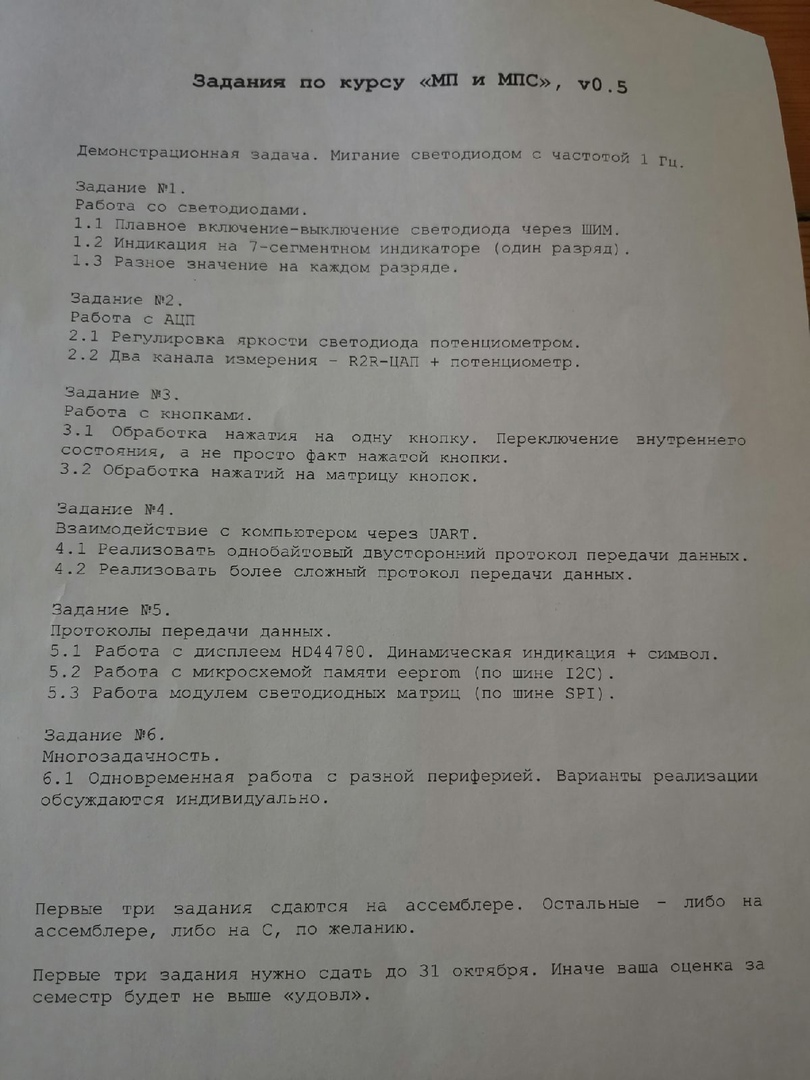 Задания по курсу «МП и МПС», v0.5
Демонстрационная задача. Мигание светодиодом с частотой 1 Гц.
Задание №1.
Работа со светодиодами.
1.1 Плавное включение-выключение светодиода через ШИМ.
1.2 Индикация на 7-сегментном индикаторе (один разряд).
1.3 Разное значение на каждом разряде.
Задание №2.
Работа с АЦП
2.1 Регулировка яркости светодиода потенциометром.
2.2 Два канала измерения - R2R-ЦАП + потенциометр.
Задание №3.
Работа с кнопками.
3.1 Обработка нажатия на одну кнопку. Переключение внутреннего
состояния, а не просто факт нажатой кнопки.
3.2 Обработка нажатий на матрицу кнопок.
Задание №4.
Взаимодействие с компьютером через UART.
4.1 Реализовать однобайтовый двусторонний протокол передачи данных.
4.2 Реализовать более сложный протокол передачи данных.
Задание №5.
Протоколы передачи данных.
5.1 Работа с дисплеем HD44780. Динамическая индикация + символ.
5.2 Работа с микросхемой памяти eeprom (по шине I2C).
5.3 Работа модулем светодиодных матриц (по шине SPI).
Задание №6.
Многозадачность.
6.1 Одновременная работа с разной периферией. Варианты реализации
обсуждаются индивидуально.
Первые три задания сдаются на ассемблере. Остальные - либо на
ассемблере, либо на С, по желанию.
Первые три задания нужно сдать до 31 октября. Иначе ваша оценка за
семестр будет не выше «удовл».